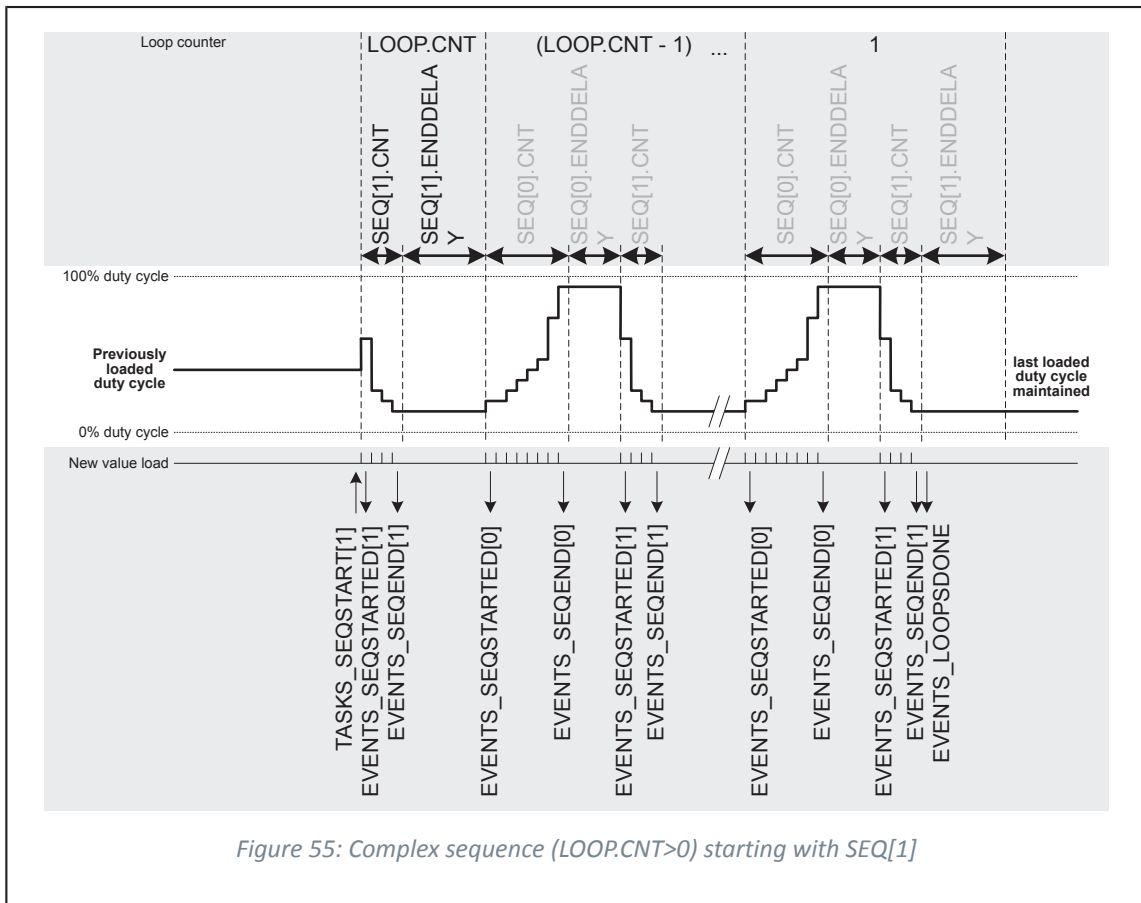 Loop counter
LOOP.CNT
(LOOP.CNT - 1)
...
1
SEQ[1].CNT
SEQ[1].ENDDELA
Y
SEQ[0].CNT
SEQ[0].ENDDELA
Y
SEQ[1].CNT
SEQ[0].CNT
SEQ[0].ENDDELA
Y
SEQ[1].CNT
SEQ[1].ENDDELA
Y
100% duty cycle
Previously
loaded
duty cycle
last loaded
duty cycle
maintained
0% duty cycle
New value load
TASKS_SEQSTART[1]
EVENTS_SEQSTARTED[1]
EVENTS_SEQEND[1]
EVENTS_SEQSTARTED[0]
EVENTS_SEQEND[0]
EVENTS_SEQSTARTED[1]
EVENTS_SEQEND[1]
EVENTS_SEQSTARTED[0]
EVENTS_SEQEND[0]
EVENTS_SEQSTARTED[1]
EVENTS_SEQEND[1]
EVENTS_LOOPSDONE
Figure 55: Complex sequence (LOOP.CNT>0) starting with SEQ[1]